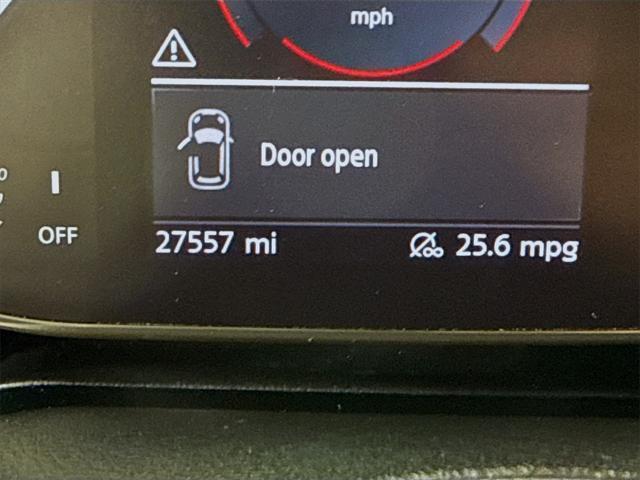 mph
Door open
OFF
27557 mi
25.6 mpg